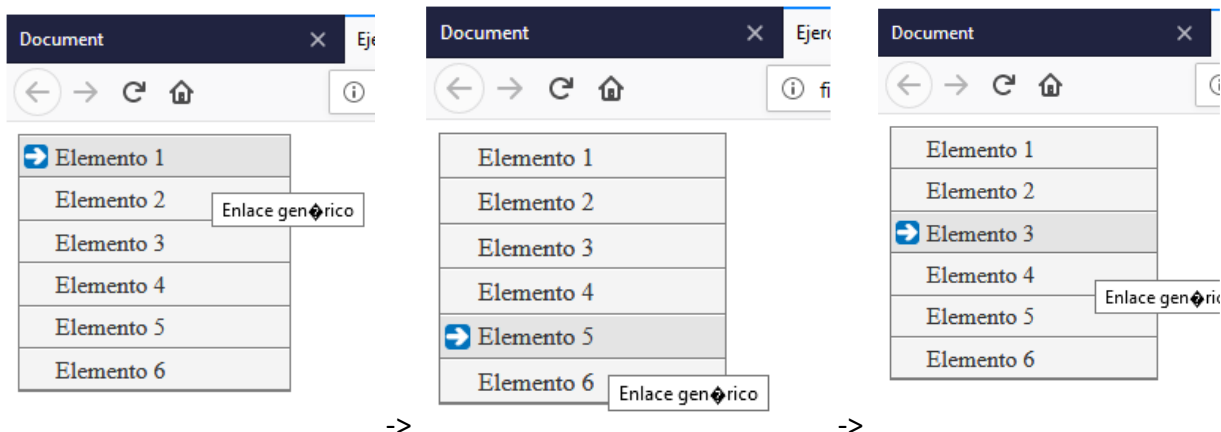 Document
Eje
Elemento 1
Elemento 2
Enlace gen�rico
Elemento 3
Elemento 4
Elemento 5
Elemento 6
->
Document
Ejerc
fi
Elemento 1
Elemento 2
Elemento 3
Elemento 4
Elemento 5
Elemento 6
Enlace gen�rico
->
Document
Elemento 1
Elemento 2
Elemento 3
Elemento 4
Enlace gen�ric
Elemento 5
Elemento 6